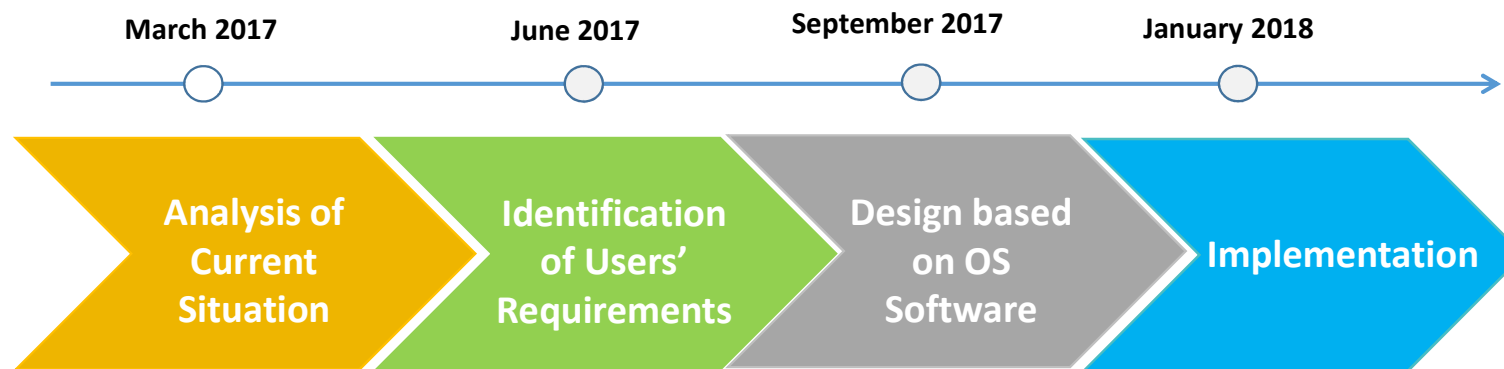 March 2017
June 2017
September 2017
January 2018
Analysis of
Current
Situation
Identification
of Users’
Requirements
Design based
on OS
Software
Implementation